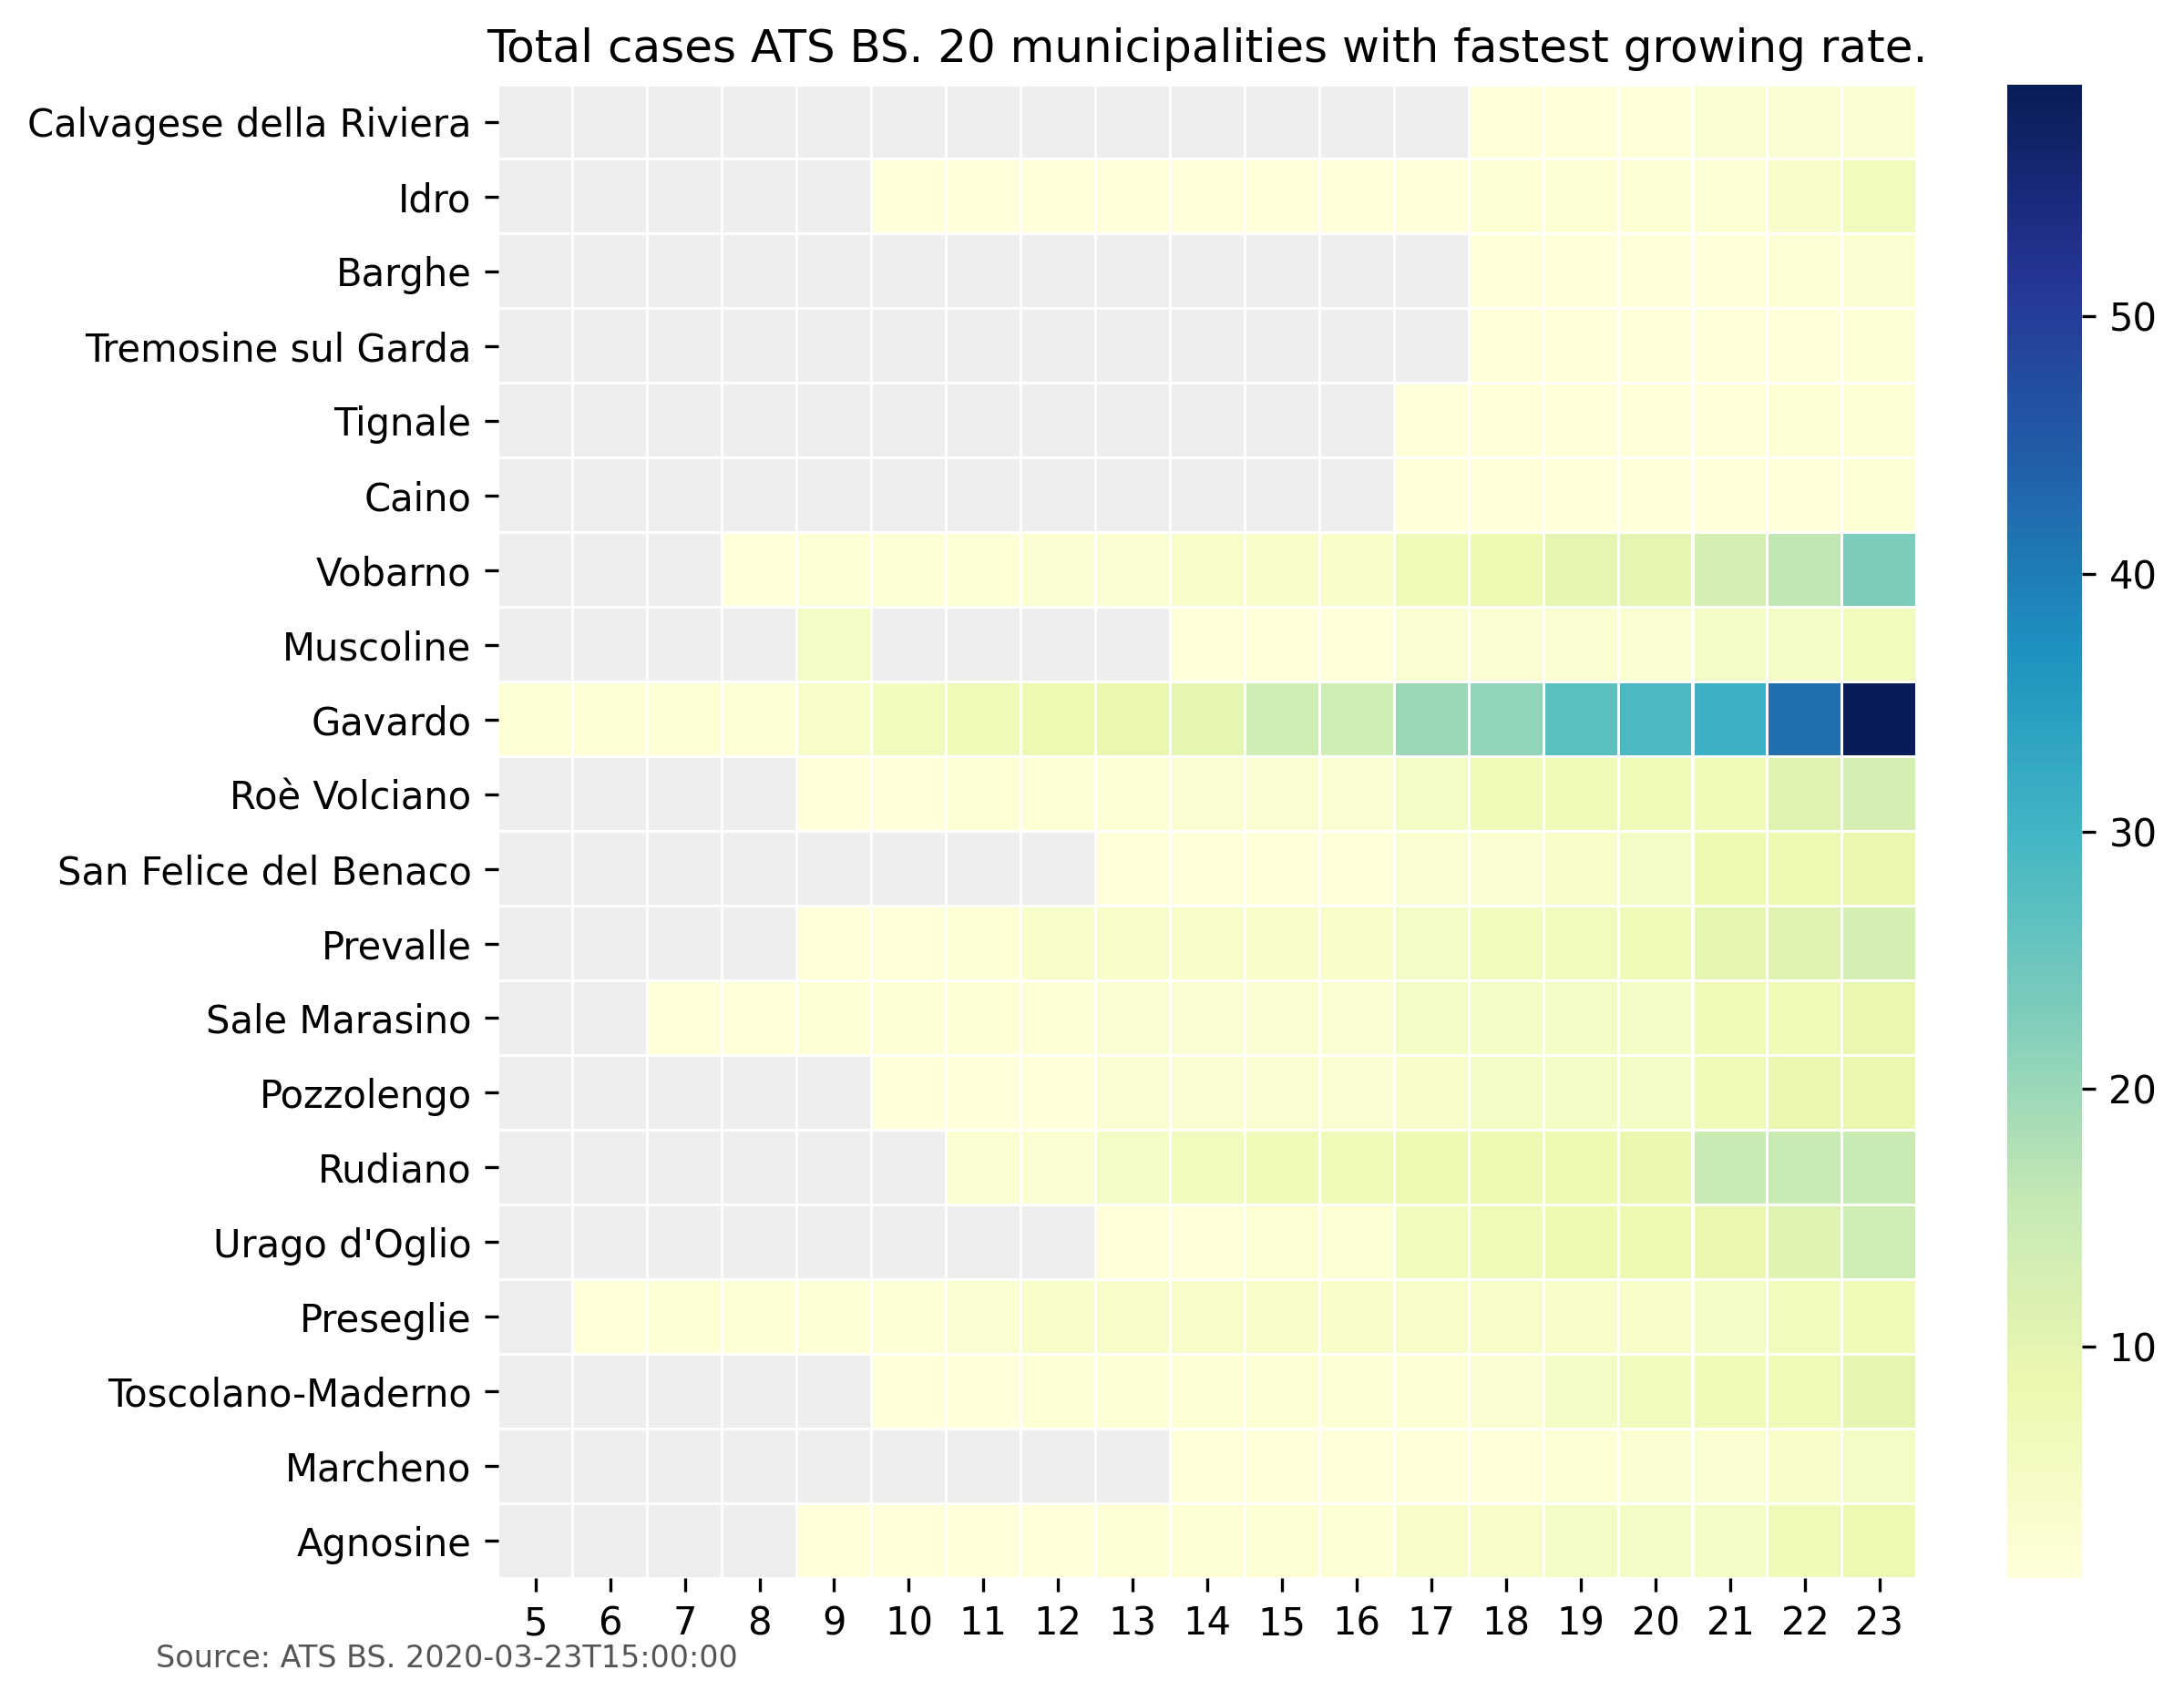 Total cases ATS BS. 20 municipalities with fastest growing rate.
Calvagese della Riviera
Idro
Barghe
Tremosine sul Garda
Tignale
Caino
Vobarno
Muscoline
Gavardo
Roè Volciano
San Felice del Benaco
Prevalle
Sale Marasino
Pozzolengo
Rudiano
Urago d'Oglio
Preseglie
Toscolano-Maderno
Marcheno
Agnosine
5 6 7 8 9 10 11 12 13 14 15 16 17 18 19 20 21 22 23
50
40
30
20
10
Source: ATS BS. 2020-03-23T15:00:00